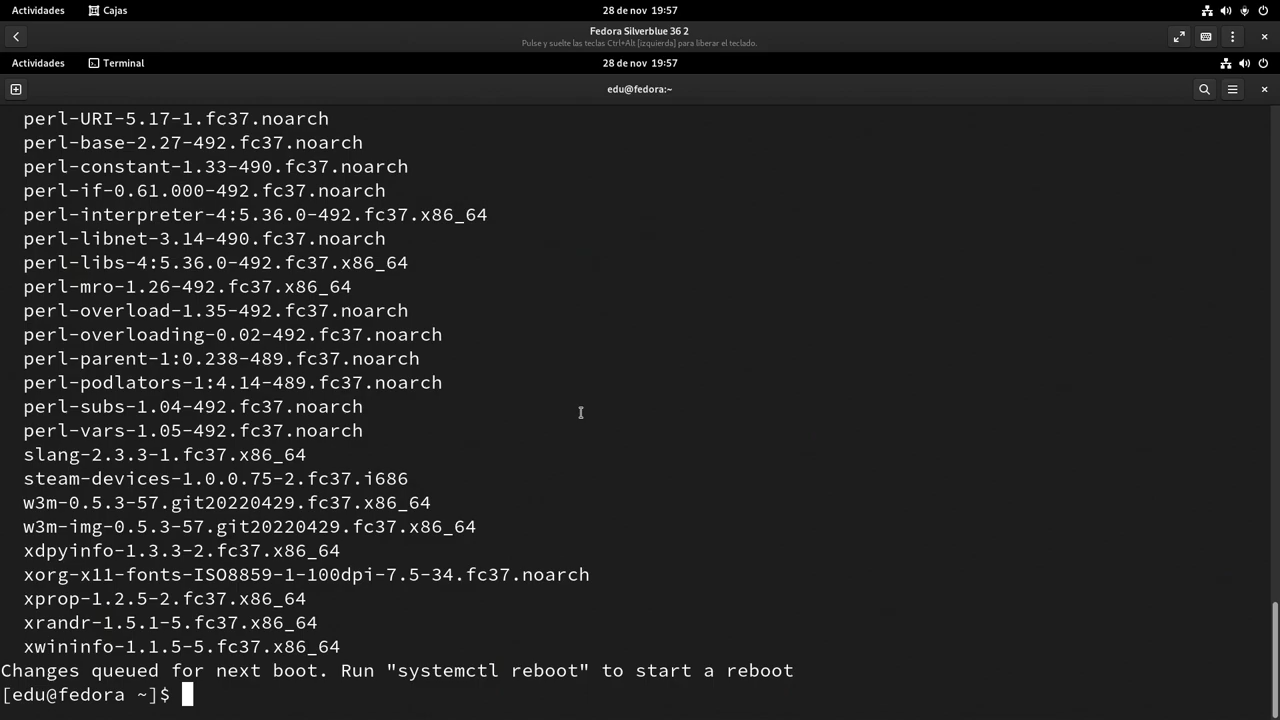 Actividades Cajas 28 de nov 19:57
Fedora Silverblue 36 2
Pulse y suelte las teclas Ctrl+Alt [izquierda] para liberar el teclado.
Actividades Terminal 28 de nov 19:57
edu@fedora:~
perl-URI-5.17-1.fc37.noarch
perl-base-2.27-492.fc37.noarch
perl-constant-1.33-490.fc37.noarch
perl-if-0.61.000-492.fc37.noarch
perl-interpreter-4:5.36.0-492.fc37.x86_64
perl-libnet-3.14-490.fc37.noarch
perl-libs-4:5.36.0-492.fc37.x86_64
perl-mro-1.26-492.fc37.x86_64
perl-overload-1.35-492.fc37.noarch
perl-overloading-0.02-492.fc37.noarch
perl-parent-1:0.238-489.fc37.noarch
perl-podlators-1:4.14-489.fc37.noarch
perl-subs-1.04-492.fc37.noarch
perl-vars-1.05-492.fc37.noarch
slang-2.3.3-1.fc37.x86_64
steam-devices-1.0.0.75-2.fc37.i686
w3m-0.5.3-57.git20220429.fc37.x86_64
w3m-img-0.5.3-57.git20220429.fc37.x86_64
xdpyinfo-1.3.3-2.fc37.x86_64
xorg-x11-fonts-ISO8859-1-100dpi-7.5-34.fc37.noarch
xprop-1.2.5-2.fc37.x86_64
xrandr-1.5.1-5.fc37.x86_64
xwininfo-1.1.5-5.fc37.x86_64
Changes queued for next boot. Run "systemctl reboot" to start a reboot
[edu@fedora ~]$